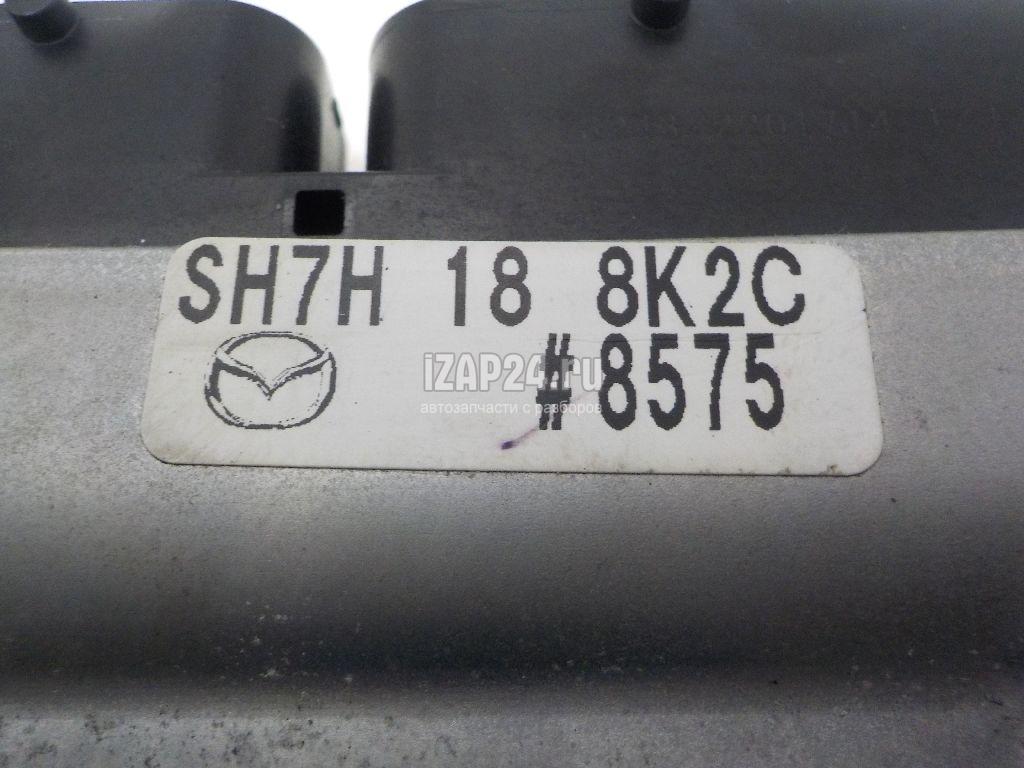 SH7H 18 8K2C
#8575
iZAP24.ru
автозапчасти с разборов